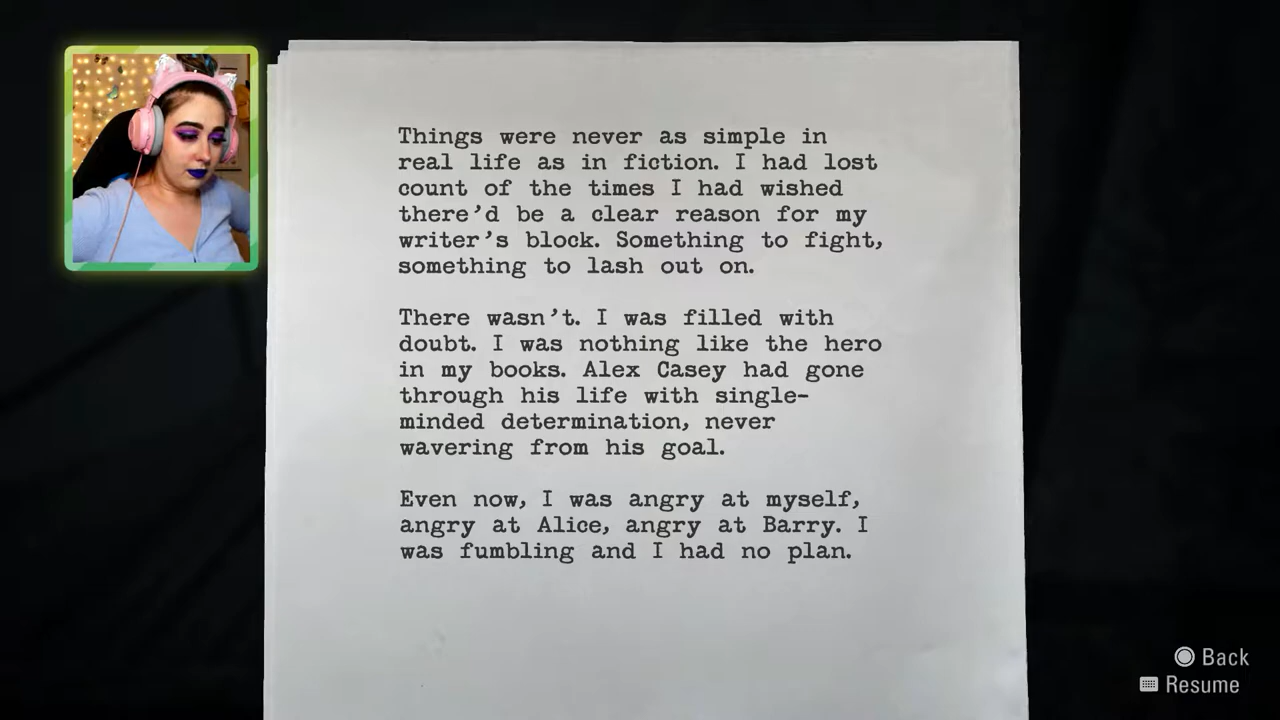 Things were never as simple in
real life as in fiction. I had lost
count of the times I had wished
there'd be a clear reason for my
writer's block. Something to fight,
something to lash out on.
There wasn't. I was filled with
doubt. I was nothing like the hero
in my books. Alex Casey had gone
through his life with single-
minded determination, never
wavering from his goal.
Even now, I was angry at myself,
angry at Alice, angry at Barry. I
was fumbling and I had no plan.
Back
Resume